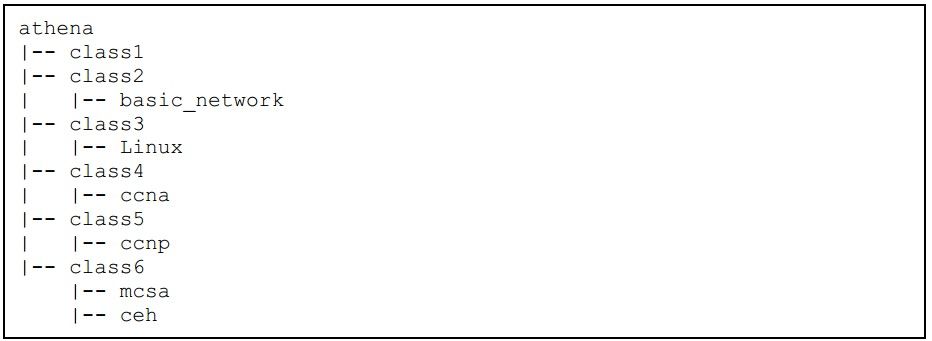 athena
|-- class1
|-- class2
|   |-- basic_network
|-- class3
|   |-- Linux
|-- class4
|   |-- ccna
|-- class5
|   |-- ccnp
|-- class6
    |-- mcsa
    |-- ceh